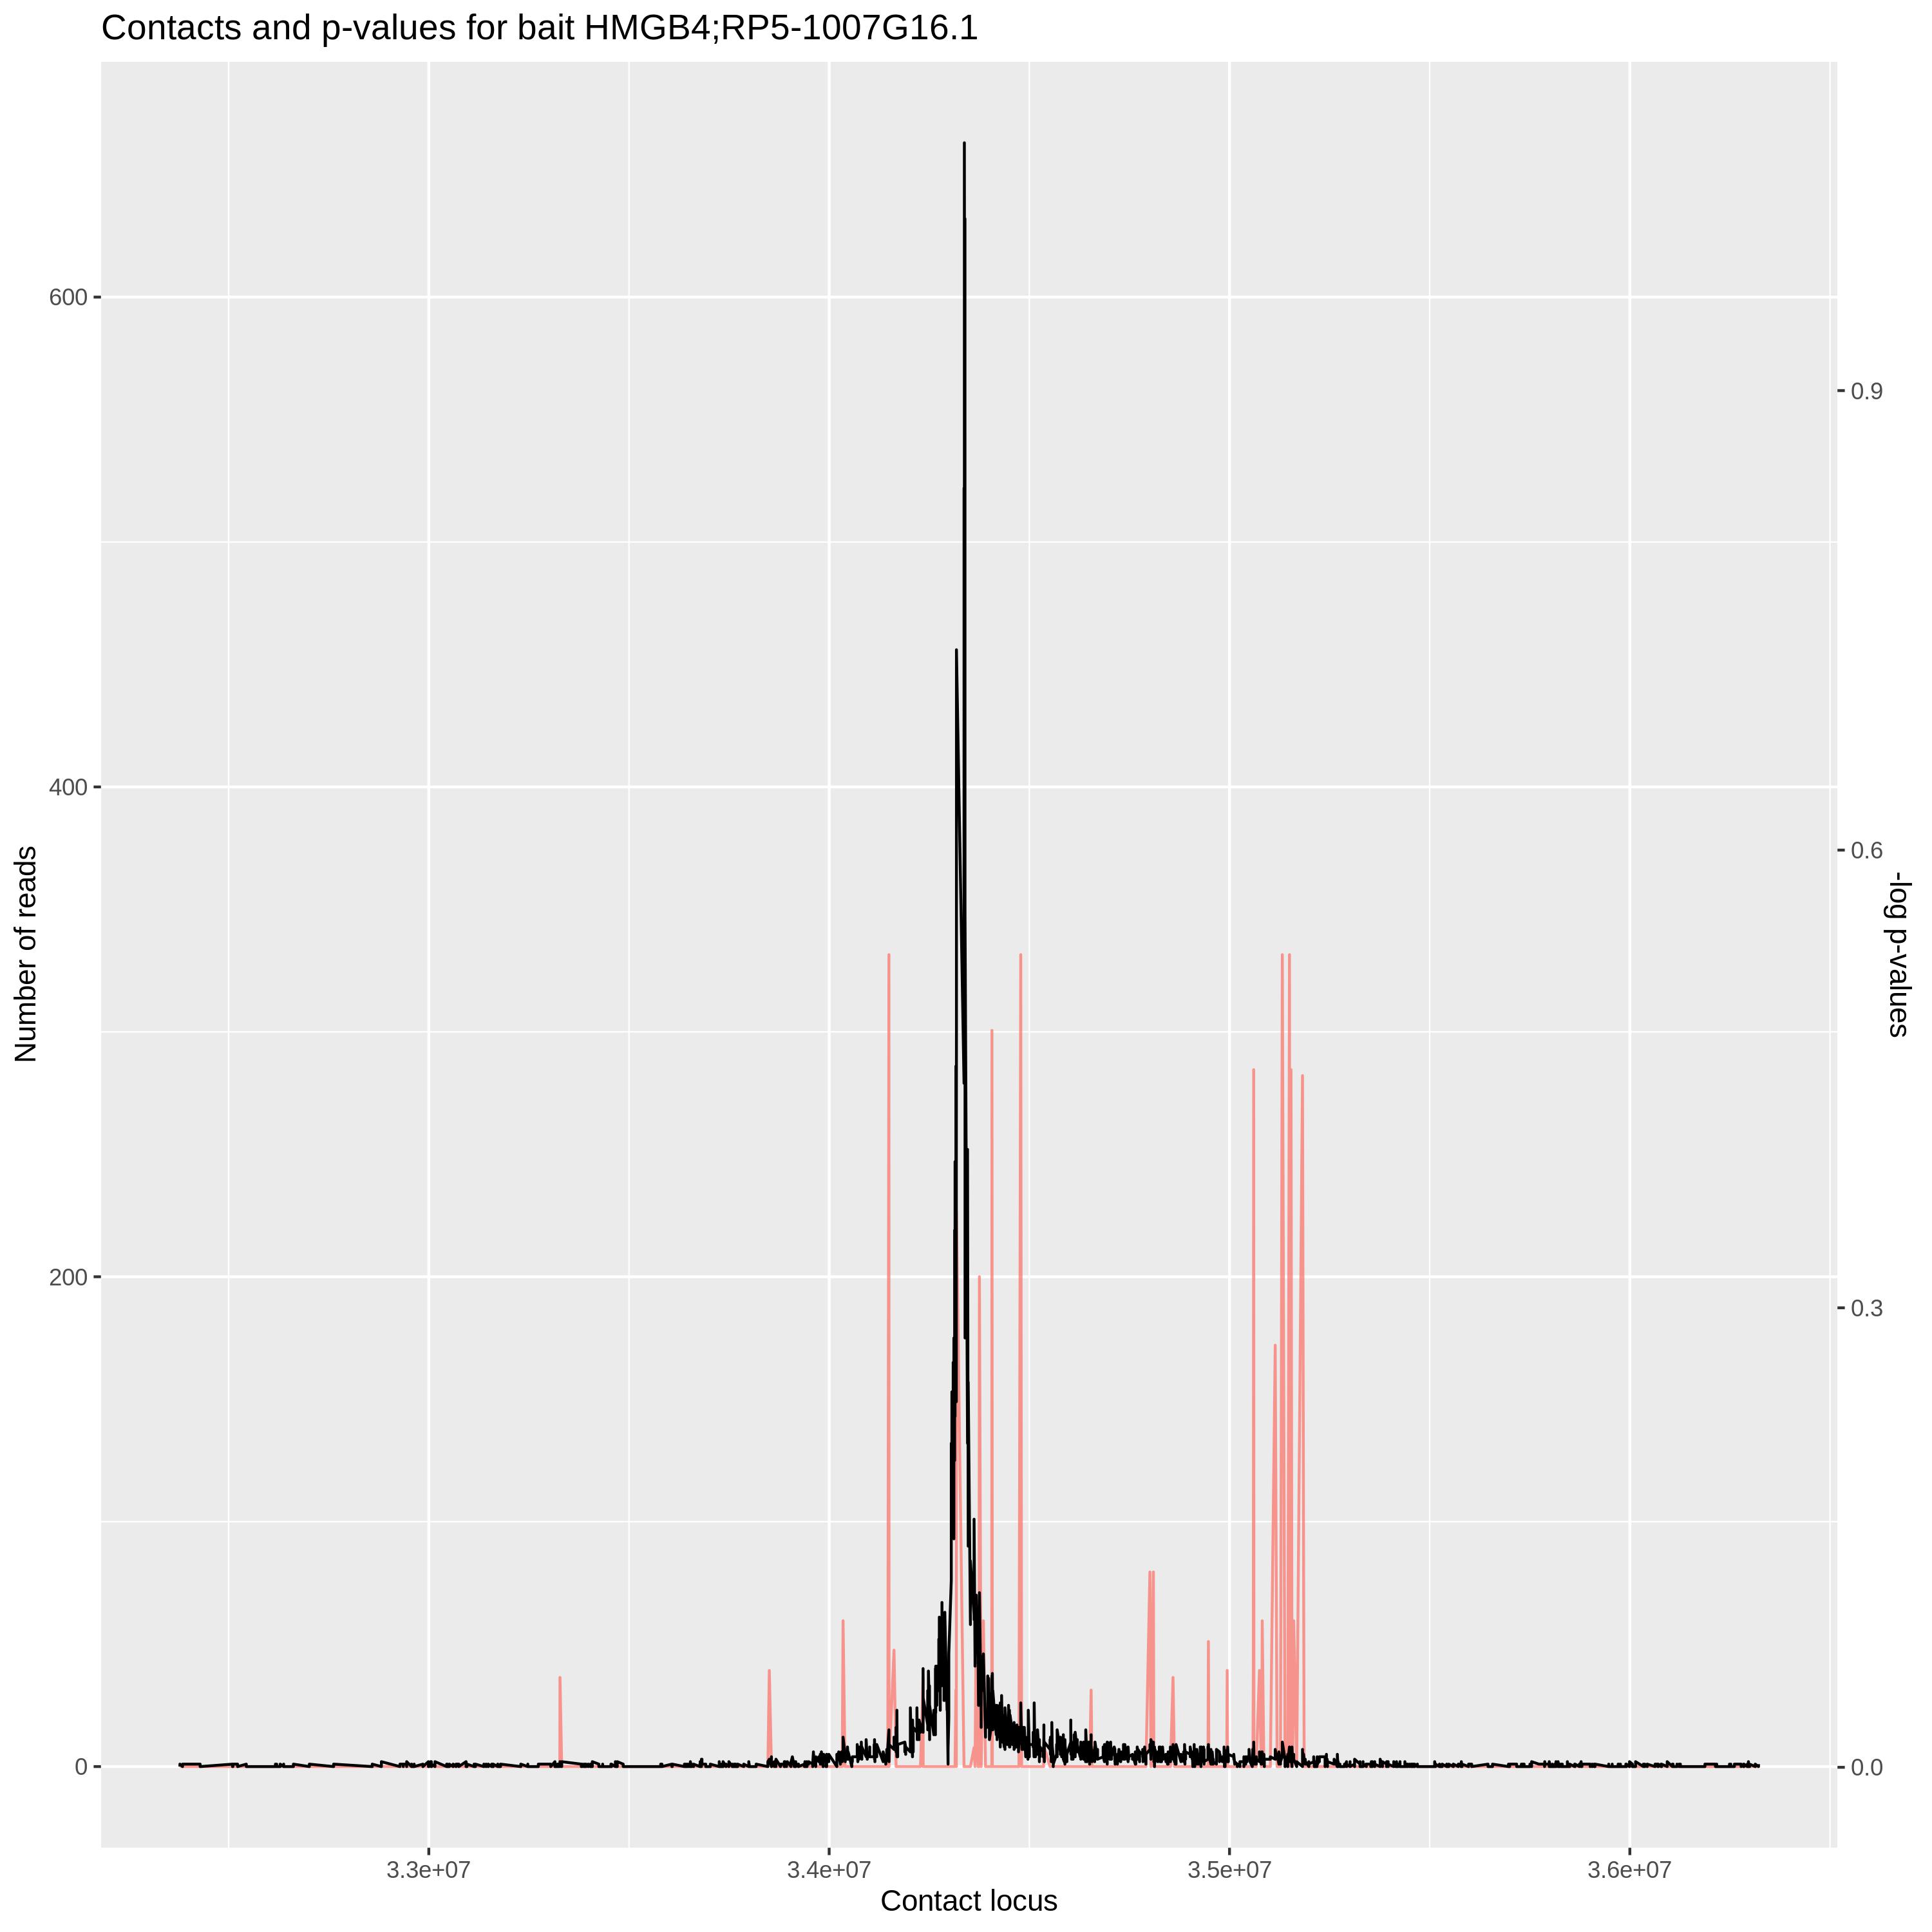 Contacts and p-values for bait HMGB4;RP5-1007G16.1
600
400
200
0
0.9
0.6
0.3
0.0
Number of reads
-log p-values
3.3e+07 3.4e+07 3.5e+07 3.6e+07
Contact locus